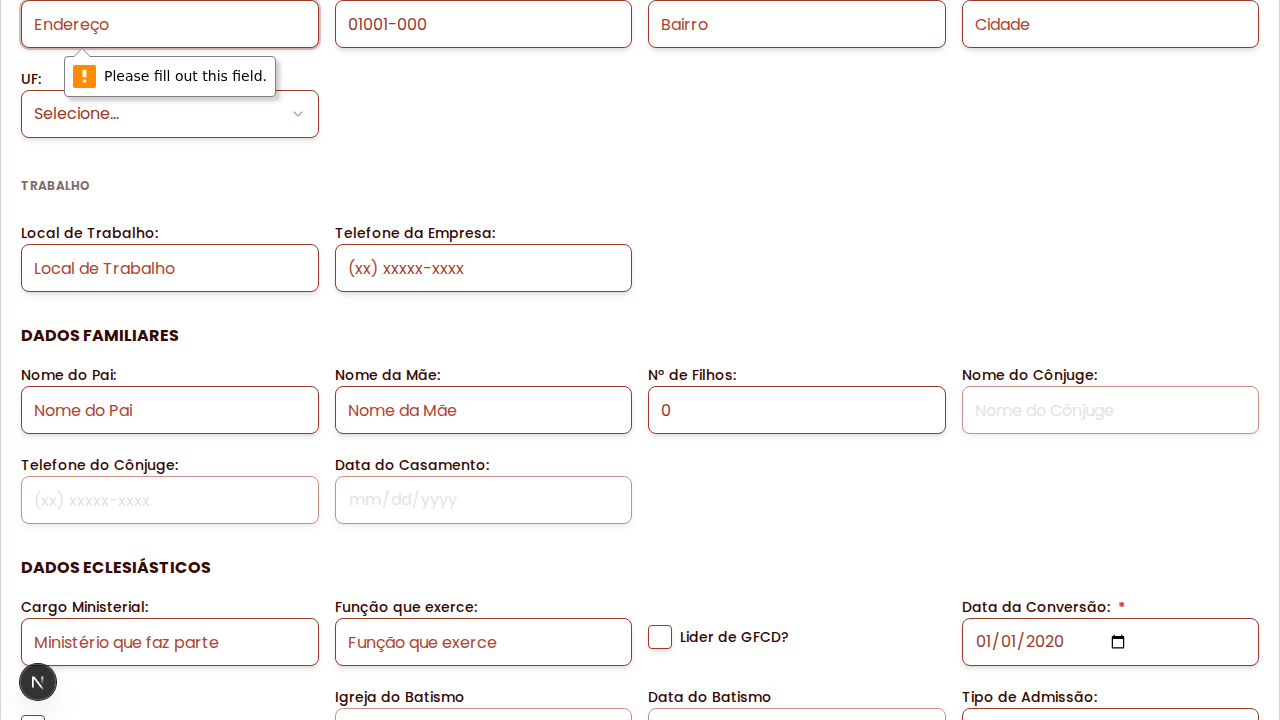 Endereço 01001-000 Bairro Cidade
UF:
Please fill out this field.
Selecione...
TRABALHO
Local de Trabalho: Telefone da Empresa:
Local de Trabalho (xx) xxxxx-xxxx
DADOS FAMILIARES
Nome do Pai: Nome da Mãe: Nº de Filhos: Nome do Cônjuge:
Nome do Pai Nome da Mãe 0 Nome do Cônjuge
Telefone do Cônjuge: Data do Casamento:
(xx) xxxxx-xxxx mm/dd/yyyy
DADOS ECLESIÁSTICOS
Cargo Ministerial: Função que exerce: Data da Conversão: *
Ministério que faz parte Função que exerce Lider de GFCD? 01/01/2020
N
Igreja do Batismo Data do Batismo Tipo de Admissão: